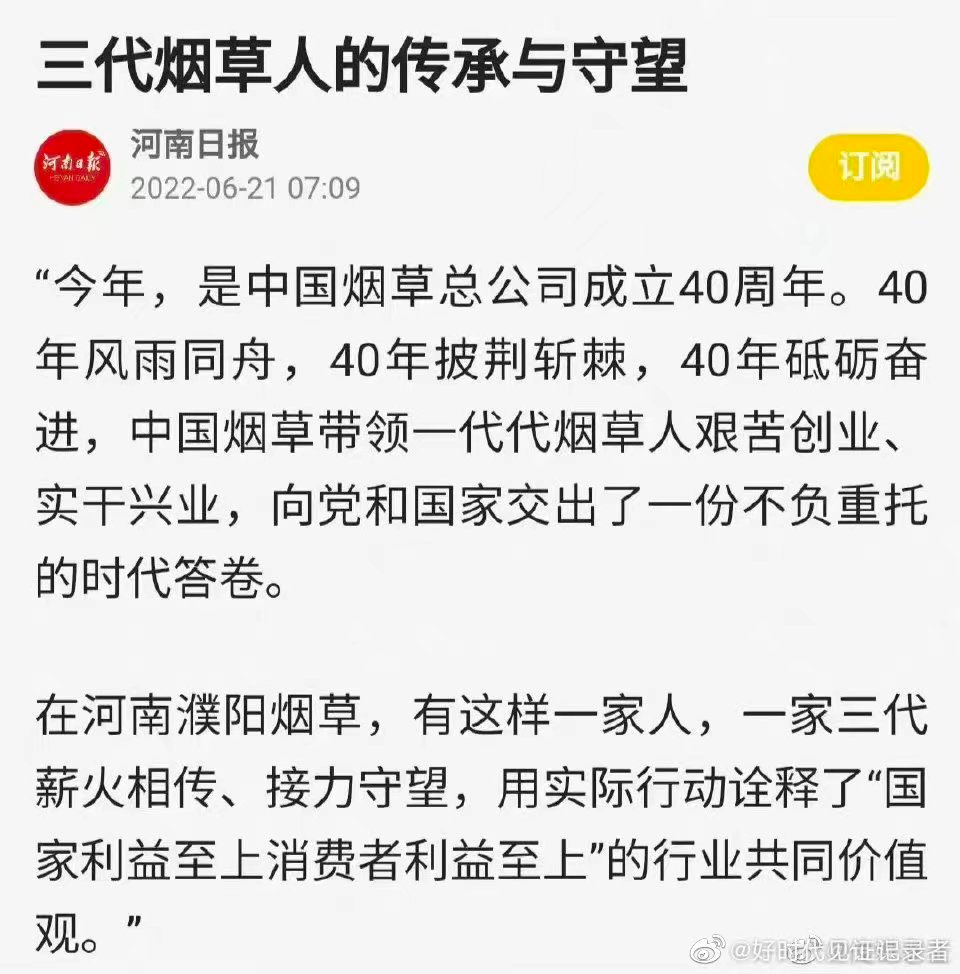 三代烟草人的传承与守望
河南日报
HENAN DAILY
河南日报
2022-06-21 07:09
订阅
“今年，是中国烟草总公司成立40周年。40
年风雨同舟，40年披荆斩棘，40年砥砺奋
进，中国烟草带领一代代烟草人艰苦创业、
实干兴业，向党和国家交出了一份不负重托
的时代答卷。
在河南濮阳烟草，有这样一家人，一家三代
薪火相传、接力守望，用实际行动诠释了“国
家利益至上消费者利益至上”的行业共同价值
观。”
@好时代见证记录者